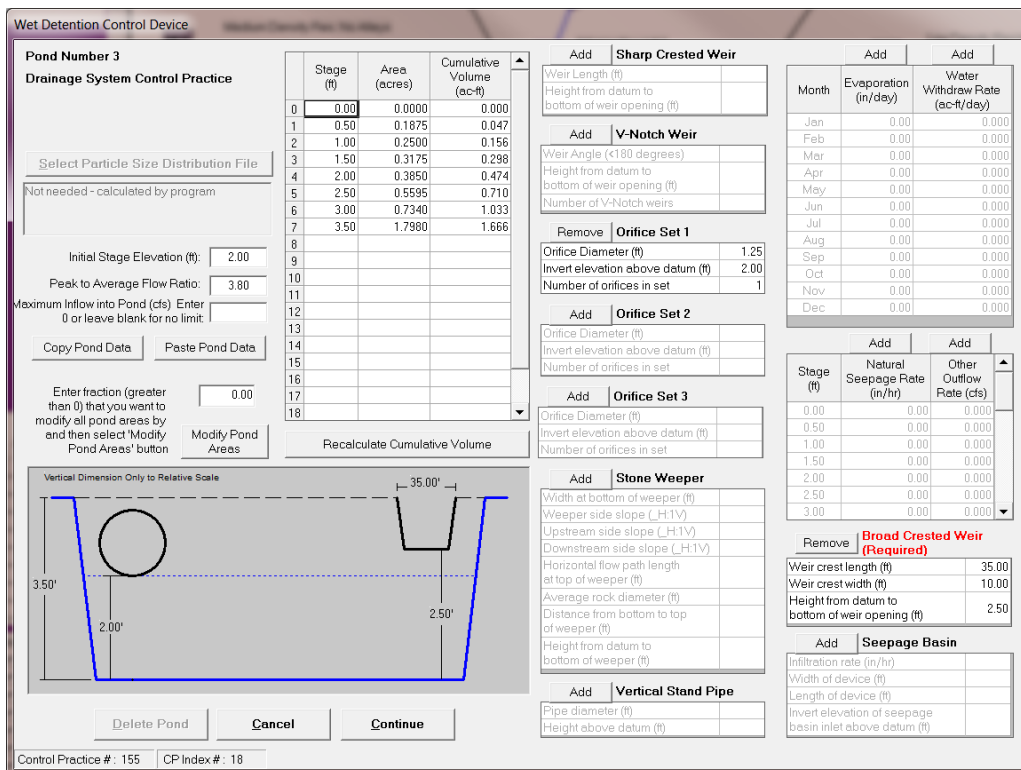 Wet Detention Control Device
Pond Number 3
Drainage System Control Practice
Select Particle Size Distribution File
Not needed - calculated by program
Initial Stage Elevation (ft): 2.00
Peak to Average Flow Ratio: 3.80
Maximum Inflow into Pond (cfs) Enter
0 or leave blank for no limit:
Copy Pond Data Paste Pond Data
Enter fraction (greater 0.00
than 0) that you want to
modify all pond areas by
and then select 'Modify
Pond Areas' button
Modify Pond
Areas
Stage
(ft)
Area
(acres)
Cumulative
Volume
(ac-ft)
0 0.00 0.0000 0.000
1 0.50 0.1875 0.047
2 1.00 0.2500 0.156
3 1.50 0.3175 0.298
4 2.00 0.3850 0.474
5 2.50 0.5595 0.710
6 3.00 0.7340 1.033
7 3.50 1.7980 1.666
8
9
10
11
12
13
14
15
16
17
18
Recalculate Cumulative Volume
Vertical Dimension Only to Relative Scale
35.00'
3.50'
2.00'
2.50'
Delete Pond Cancel Continue
Control Practice # : 155 CP Index # : 18
Add Sharp Crested Weir
Weir Length (ft)
Height from datum to
bottom of weir opening (ft)
Add V-Notch Weir
Weir Angle (<180 degrees)
Height from datum to
bottom of weir opening (ft)
Number of V-Notch weirs
Remove Orifice Set 1
Orifice Diameter (ft) 1.25
Invert elevation above datum (ft) 2.00
Number of orifices in set 1
Add Orifice Set 2
Orifice Diameter (ft)
Invert elevation above datum (ft)
Number of orifices in set
Add Orifice Set 3
Orifice Diameter (ft)
Invert elevation above datum (ft)
Number of orifices in set
Add Stone Weeper
Width at bottom of weeper (ft)
Weeper side slope (_H:1V)
Upstream side slope (_H:1V)
Downstream side slope (_H:1V)
Horizontal flow path length
at top of weeper (ft)
Average rock diameter (ft)
Distance from bottom to top
of weeper (ft)
Height from datum to
bottom of weeper (ft)
Add Vertical Stand Pipe
Pipe diameter (ft)
Height above datum (ft)
Add Add
Month
Evaporation
(in/day)
Water
Withdraw Rate
(ac-ft/day)
Jan 0.00 0.000
Feb 0.00 0.000
Mar 0.00 0.000
Apr 0.00 0.000
May 0.00 0.000
Jun 0.00 0.000
Jul 0.00 0.000
Aug 0.00 0.000
Sep 0.00 0.000
Oct 0.00 0.000
Nov 0.00 0.000
Dec 0.00 0.000
Add Add
Stage
(ft)
Natural
Seepage Rate
(in/hr)
Other
Outflow
Rate (cfs)
0.00 0.00 0.000
0.50 0.00 0.000
1.00 0.00 0.000
1.50 0.00 0.000
2.00 0.00 0.000
2.50 0.00 0.000
3.00 0.00 0.000
Remove Broad Crested Weir
(Required)
Weir crest length (ft) 35.00
Weir crest width (ft) 10.00
Height from datum to
bottom of weir opening (ft) 2.50
Add Seepage Basin
Infiltration rate (in/hr)
Width of device (ft)
Length of device (ft)
Invert elevation of seepage
basin inlet above datum (ft)